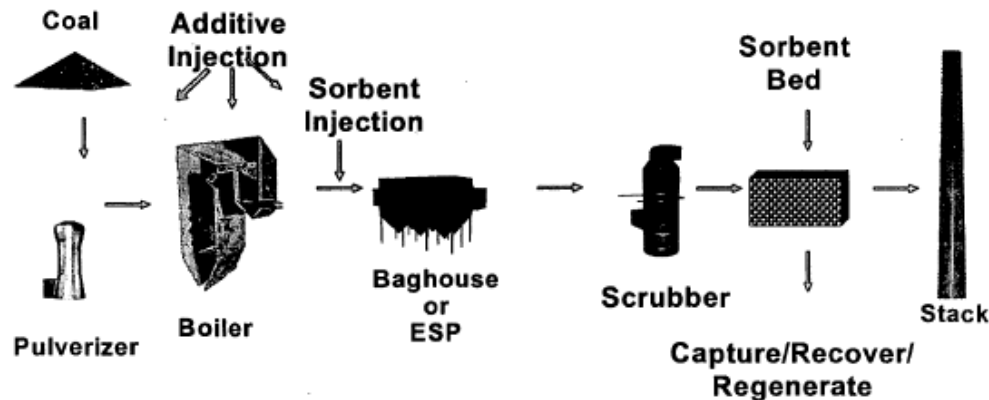 Coal
Additive
Injection
Sorbent
Injection
Sorbent
Bed
Pulverizer
Boiler
Baghouse
or
ESP
Scrubber
Stack
Capture/Recover/
Regenerate